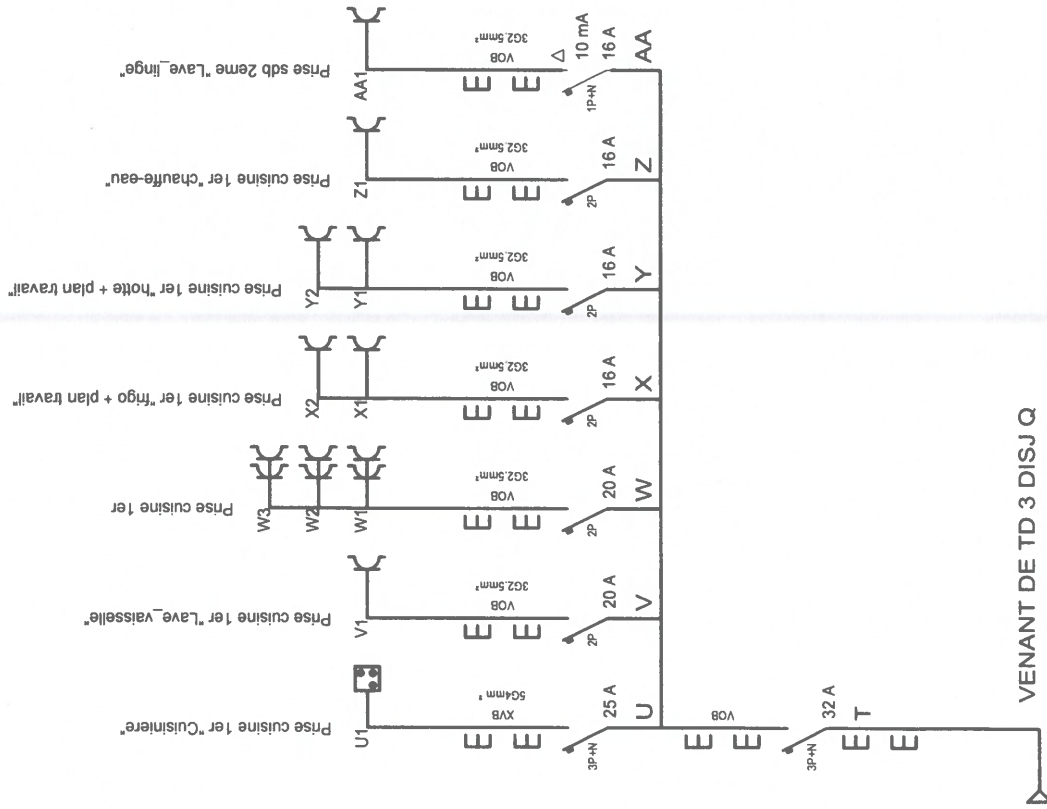 Prise cuisine 1er "Cuisiniere"
U1
5G4mm²
XVB
3P+N
25 A
U
Prise cuisine 1er "Lave_vaisselle"
V1
3G2.5mm²
VOB
2P
20 A
V
Prise cuisine 1er
W3
W2
W1
3G2.5mm²
VOB
2P
20 A
W
Prise cuisine 1er "frigo + plan travail"
X2
X1
3G2.5mm²
VOB
2P
16 A
X
Prise cuisine 1er "hotte + plan travail"
Y2
Y1
3G2.5mm²
VOB
2P
16 A
Y
Prise cuisine 1er "chauffe-eau"
Z1
3G2.5mm²
VOB
2P
16 A
Z
Prise sdb 2eme "Lave_linge"
AA1
3G2.5mm²
VOB
Δ
10 mA
1P+N
16 A
AA
VOB
3P+N
32 A
T
VENANT DE TD 3 DISJ Q